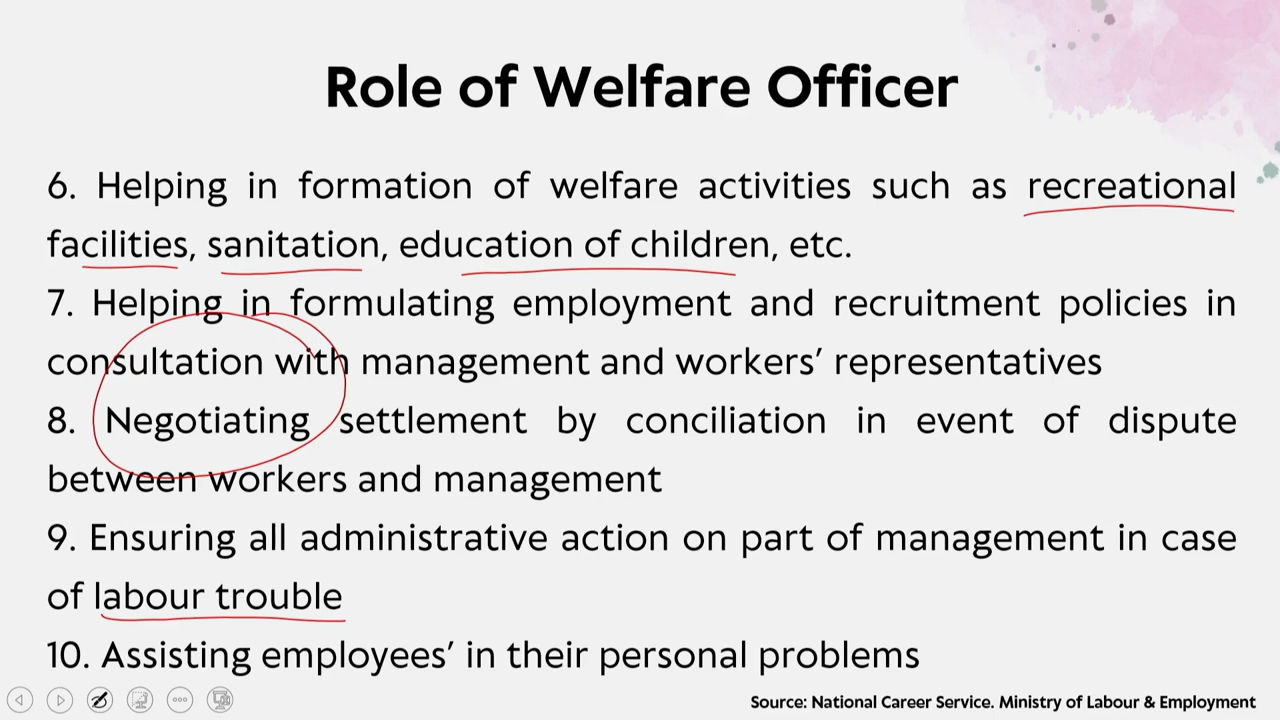 Role of Welfare Officer
6. Helping in formation of welfare activities such as recreational
facilities, sanitation, education of children, etc.
7. Helping in formulating employment and recruitment policies in
consultation with management and workers’ representatives
8. Negotiating settlement by conciliation in event of dispute
between workers and management
9. Ensuring all administrative action on part of management in case
of labour trouble
10. Assisting employees’ in their personal problems
Source: National Career Service. Ministry of Labour & Employment